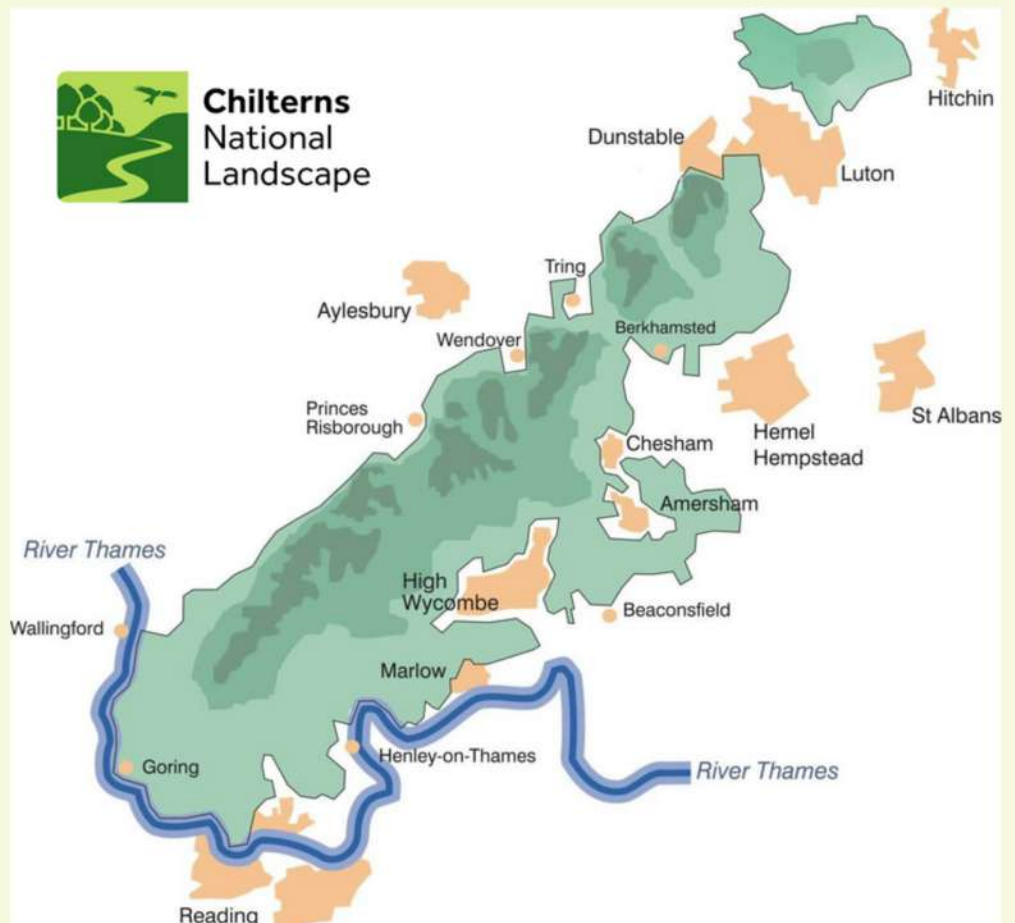 Chilterns
National
Landscape
Hitchin
Dunstable
Luton
Tring
Aylesbury
Wendover
Berkhamsted
Princes
Risborough
St Albans
Hemel
Hempstead
Chesham
Amersham
River Thames
High
Wycombe
Beaconsfield
Wallingford
Marlow
Henley-on-Thames
Goring
River Thames
Reading